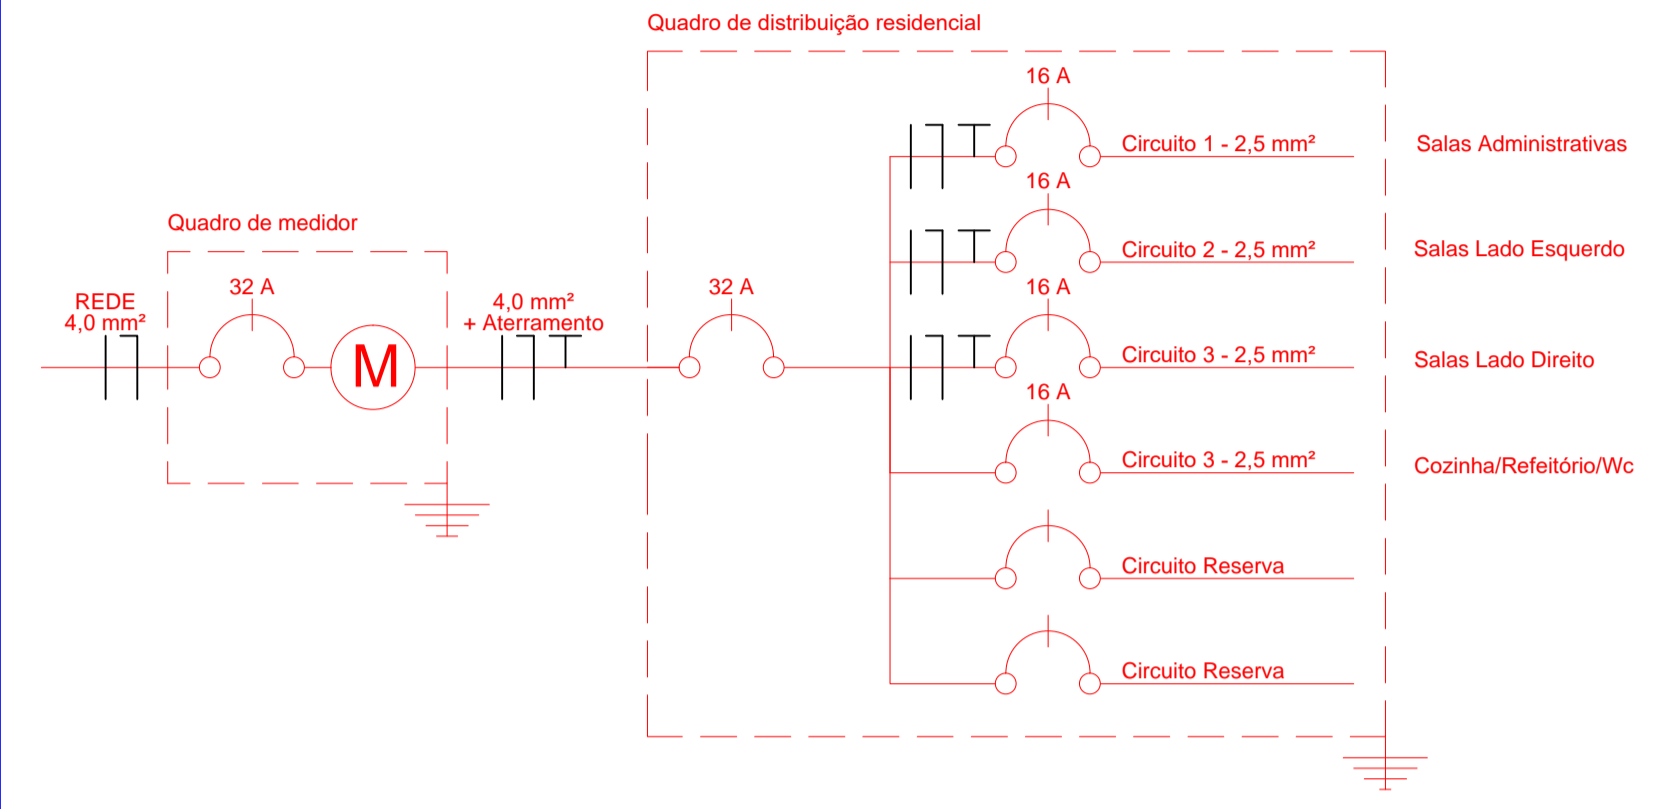 Quadro de distribuição residencial
16 A
Circuito 1 - 2,5 mm²
Salas Administrativas
16 A
Circuito 2 - 2,5 mm²
Salas Lado Esquerdo
Quadro de medidor
REDE
4,0 mm²
32 A
M
4,0 mm²
+ Aterramento
32 A
16 A
Circuito 3 - 2,5 mm²
Salas Lado Direito
16 A
Circuito 3 - 2,5 mm²
Cozinha/Refeitório/Wc
Circuito Reserva
Circuito Reserva